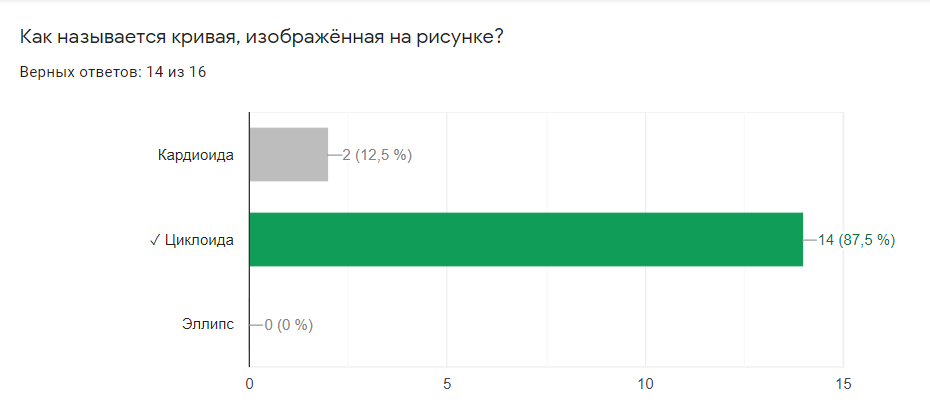 Как называется кривая, изображённая на рисунке?
Верных ответов: 14 из 16
Кардиоида
2 (12,5 %)
✓ Циклоида
14 (87,5 %)
Эллипс
0 (0 %)
0 5 10 15